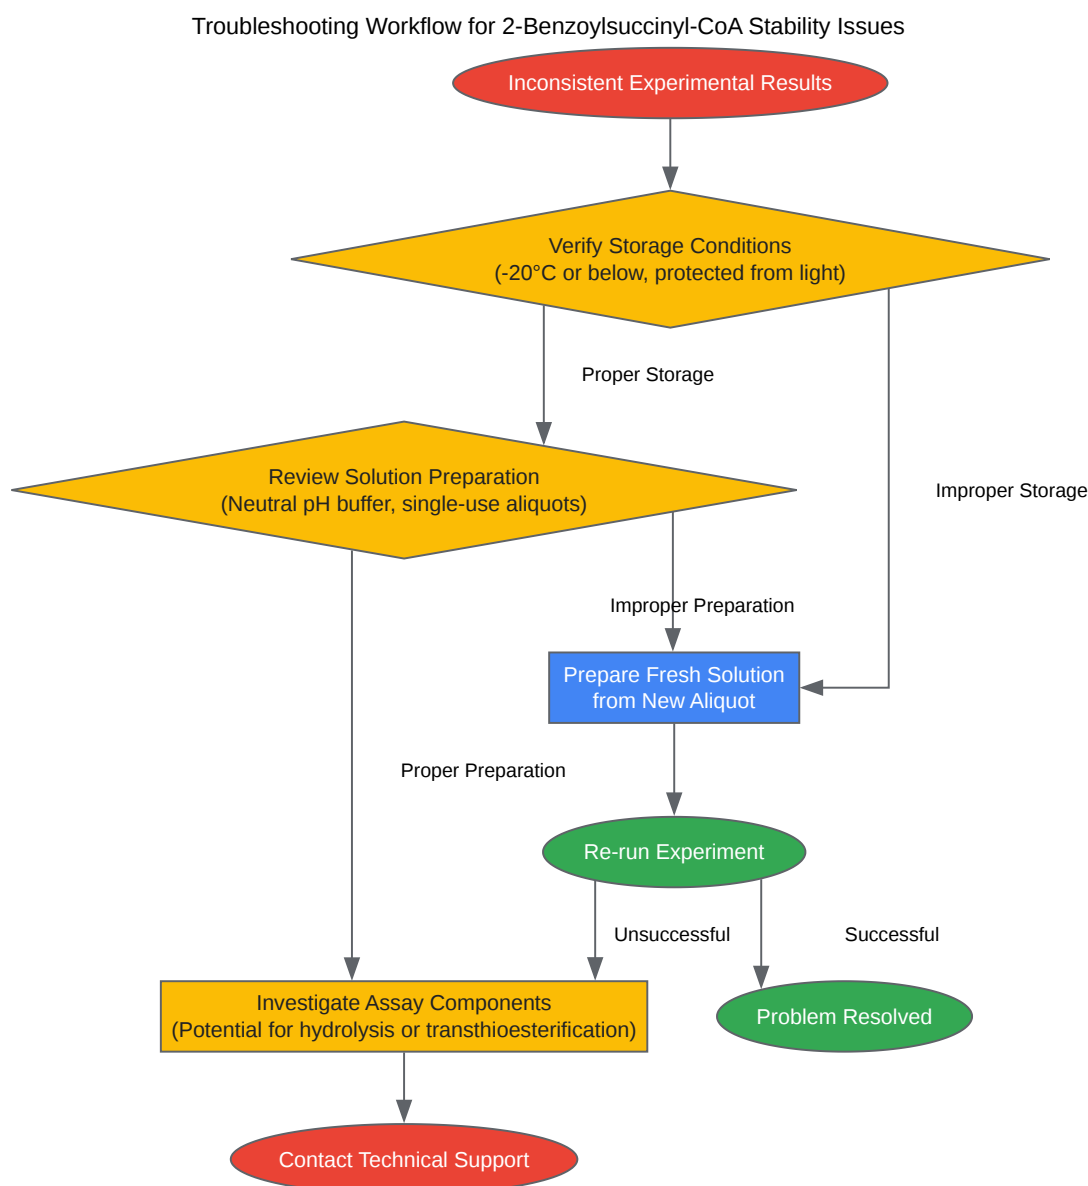 Troubleshooting Workflow for 2-Benzoylsuccinyl-CoA Stability Issues
Inconsistent Experimental Results
Verify Storage Conditions
(-20°C or below, protected from light)
Proper Storage
Review Solution Preparation
(Neutral pH buffer, single-use aliquots)
Improper Storage
Improper Preparation
Prepare Fresh Solution
from New Aliquot
Proper Preparation
Re-run Experiment
Unsuccessful
Successful
Investigate Assay Components
(Potential for hydrolysis or transthioesterification)
Problem Resolved
Contact Technical Support